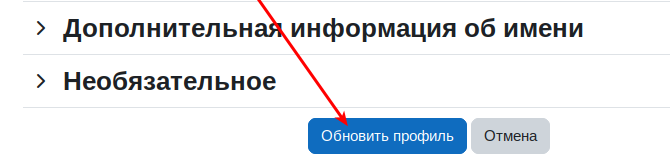 Дополнительная информация об имени
Необязательное
Обновить профиль Отмена